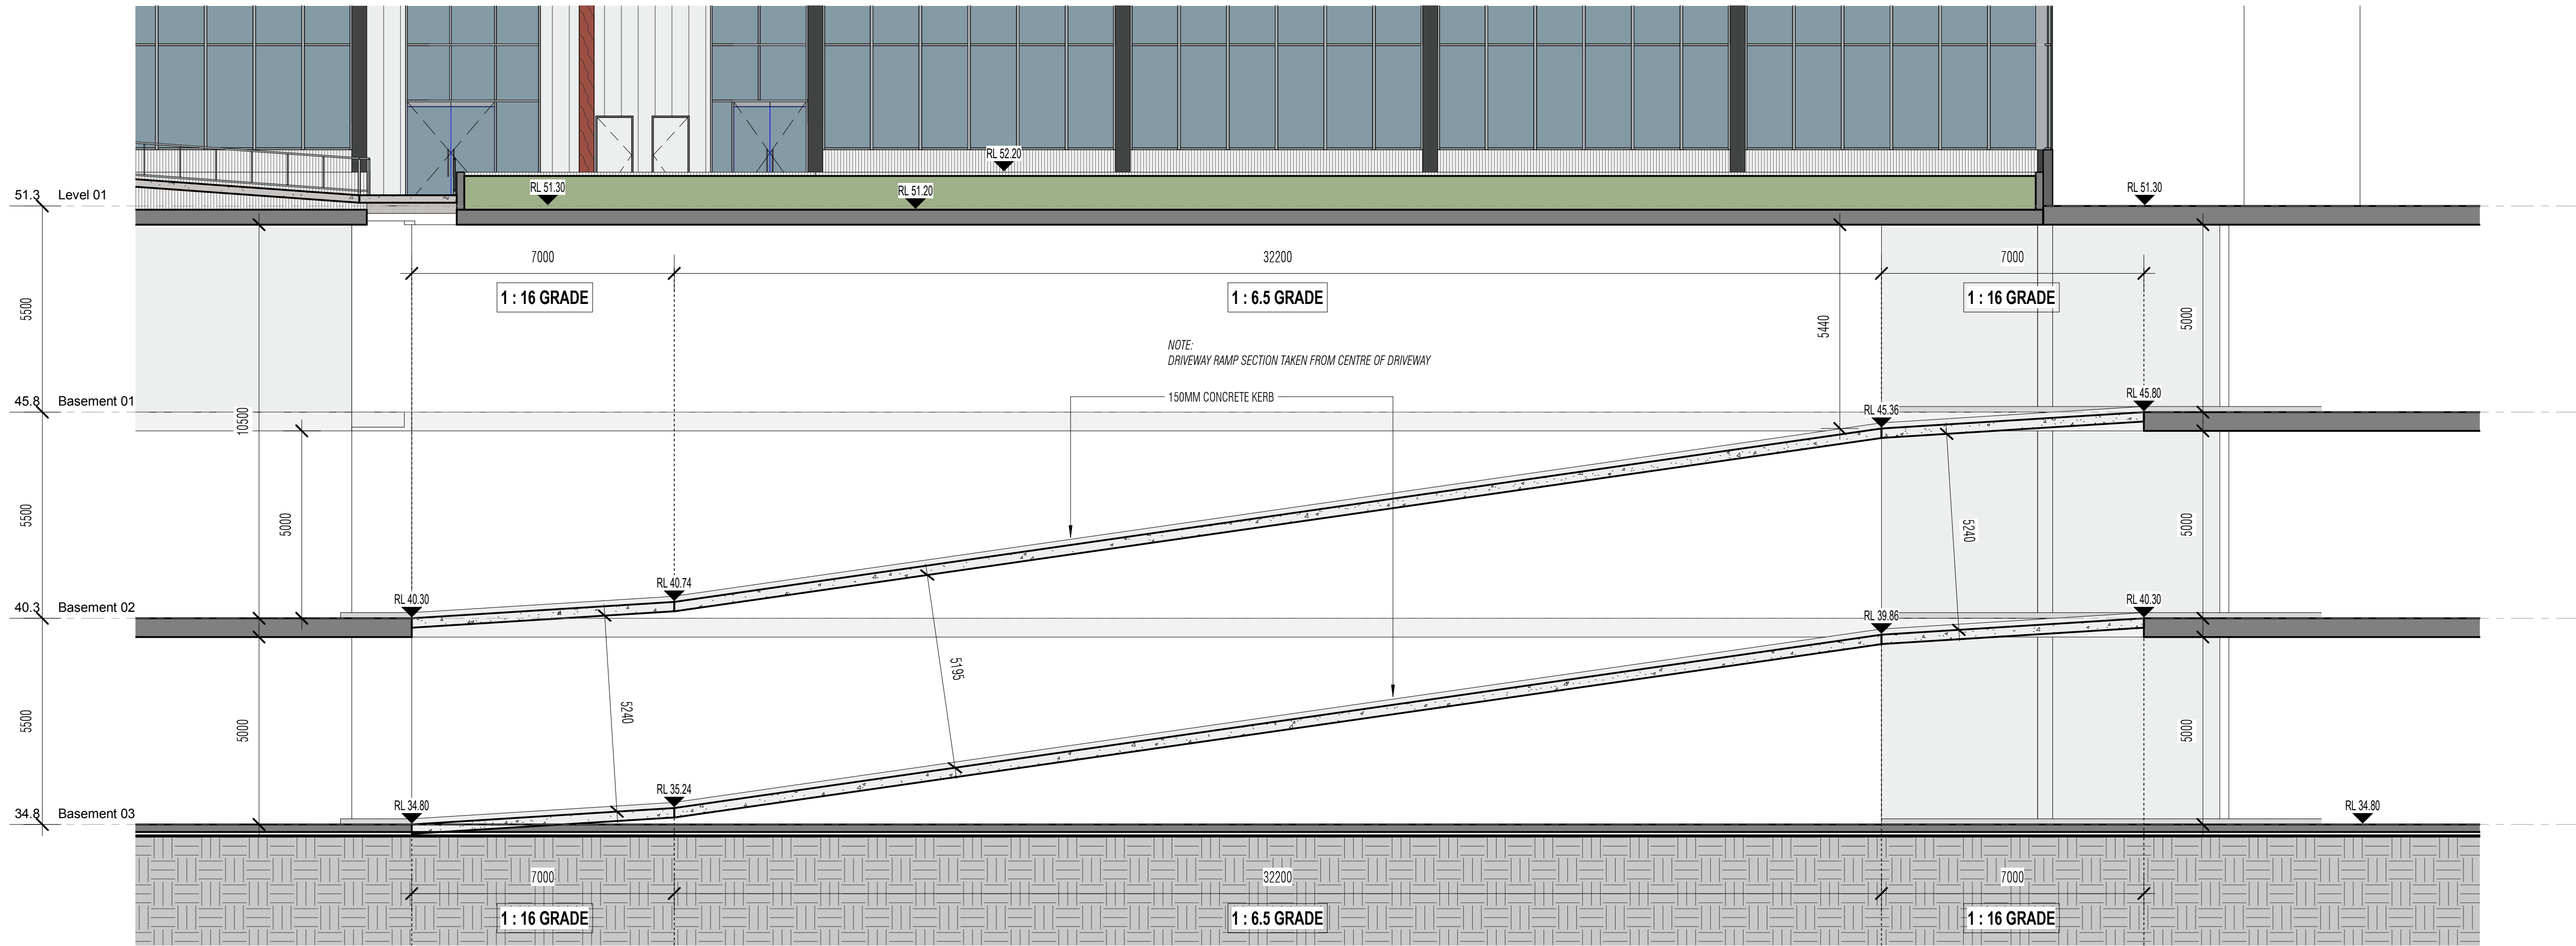 RL 52.20
51.3 Level 01
RL 51.30
RL 51.20
RL 51.30
7000
32200
7000
1 : 16 GRADE
1 : 6.5 GRADE
1 : 16 GRADE
5500
5440
5000
NOTE:
DRIVEWAY RAMP SECTION TAKEN FROM CENTRE OF DRIVEWAY
150MM CONCRETE KERB
45.8 Basement 01
RL 45.36
RL 45.80
10500
5500
5000
5240
5000
RL 40.74
40.3 Basement 02
RL 40.30
RL 39.86
RL 40.30
5195
5240
5500
5000
5000
RL 35.24
34.8 Basement 03
RL 34.80
RL 34.80
7000
32200
7000
1 : 16 GRADE
1 : 6.5 GRADE
1 : 16 GRADE